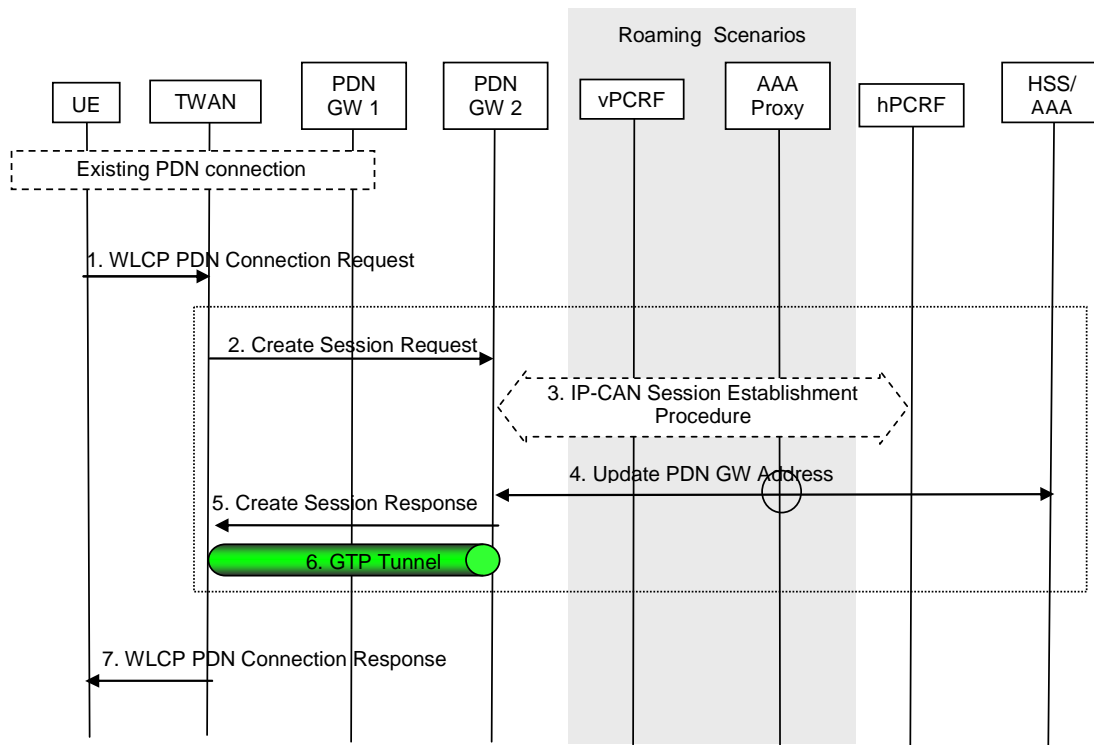 Roaming Scenarios
UE
TWAN
PDN
GW 1
PDN
GW 2
vPCRF
AAA
Proxy
hPCRF
HSS/
AAA
Existing PDN connection
1. WLCP PDN Connection Request
2. Create Session Request
3. IP-CAN Session Establishment
Procedure
4. Update PDN GW Address
5. Create Session Response
6. GTP Tunnel
7. WLCP PDN Connection Response